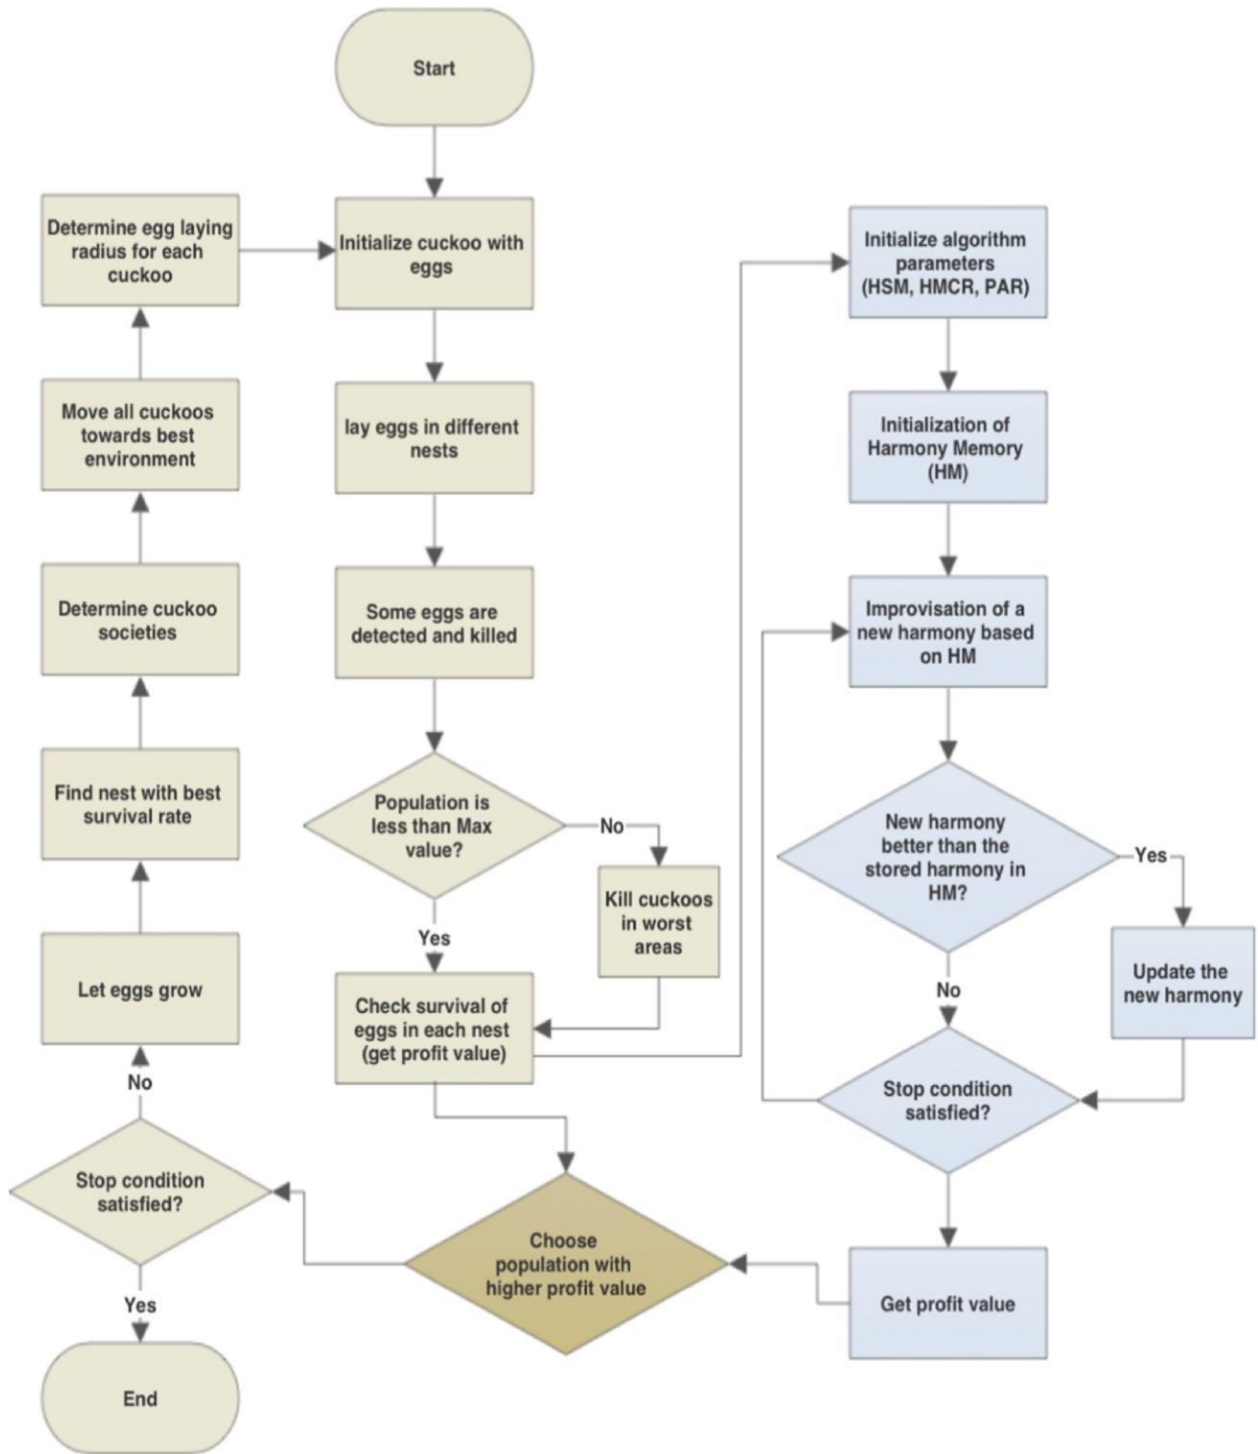 Start
Determine egg laying
radius for each
cuckoo
Initialize cuckoo with
eggs
Initialize algorithm
parameters
(HSM, HMCR, PAR)
Move all cuckoos
towards best
environment
lay eggs in different
nests
Initialization of
Harmony Memory
(HM)
Determine cuckoo
societies
Some eggs are
detected and killed
Improvisation of a
new harmony based
on HM
Find nest with best
survival rate
Population is
less than Max
value?
No
New harmony
better than the
stored harmony in
HM?
Yes
Kill cuckoos
in worst
areas
Yes
Let eggs grow
Check survival of
eggs in each nest
(get profit value)
No
Update the
new harmony
No
Stop condition
satisfied?
Stop condition
satisfied?
Choose
population with
higher profit value
Get profit value
Yes
End